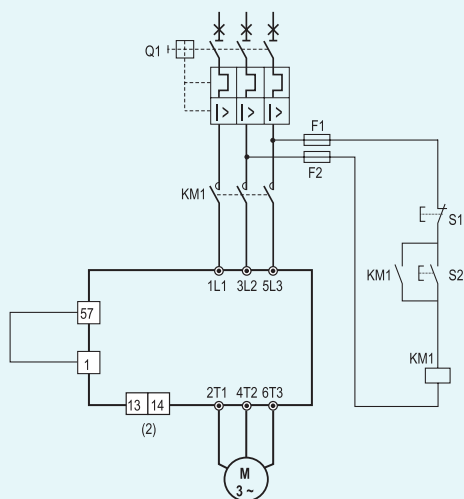 Q1
I> I> I>
F1
F2
KM1
S1
1L1 3L2 5L3
KM1
S2
57
1
KM1
13 14
2T1 4T2 6T3
(2)
M
3 ~